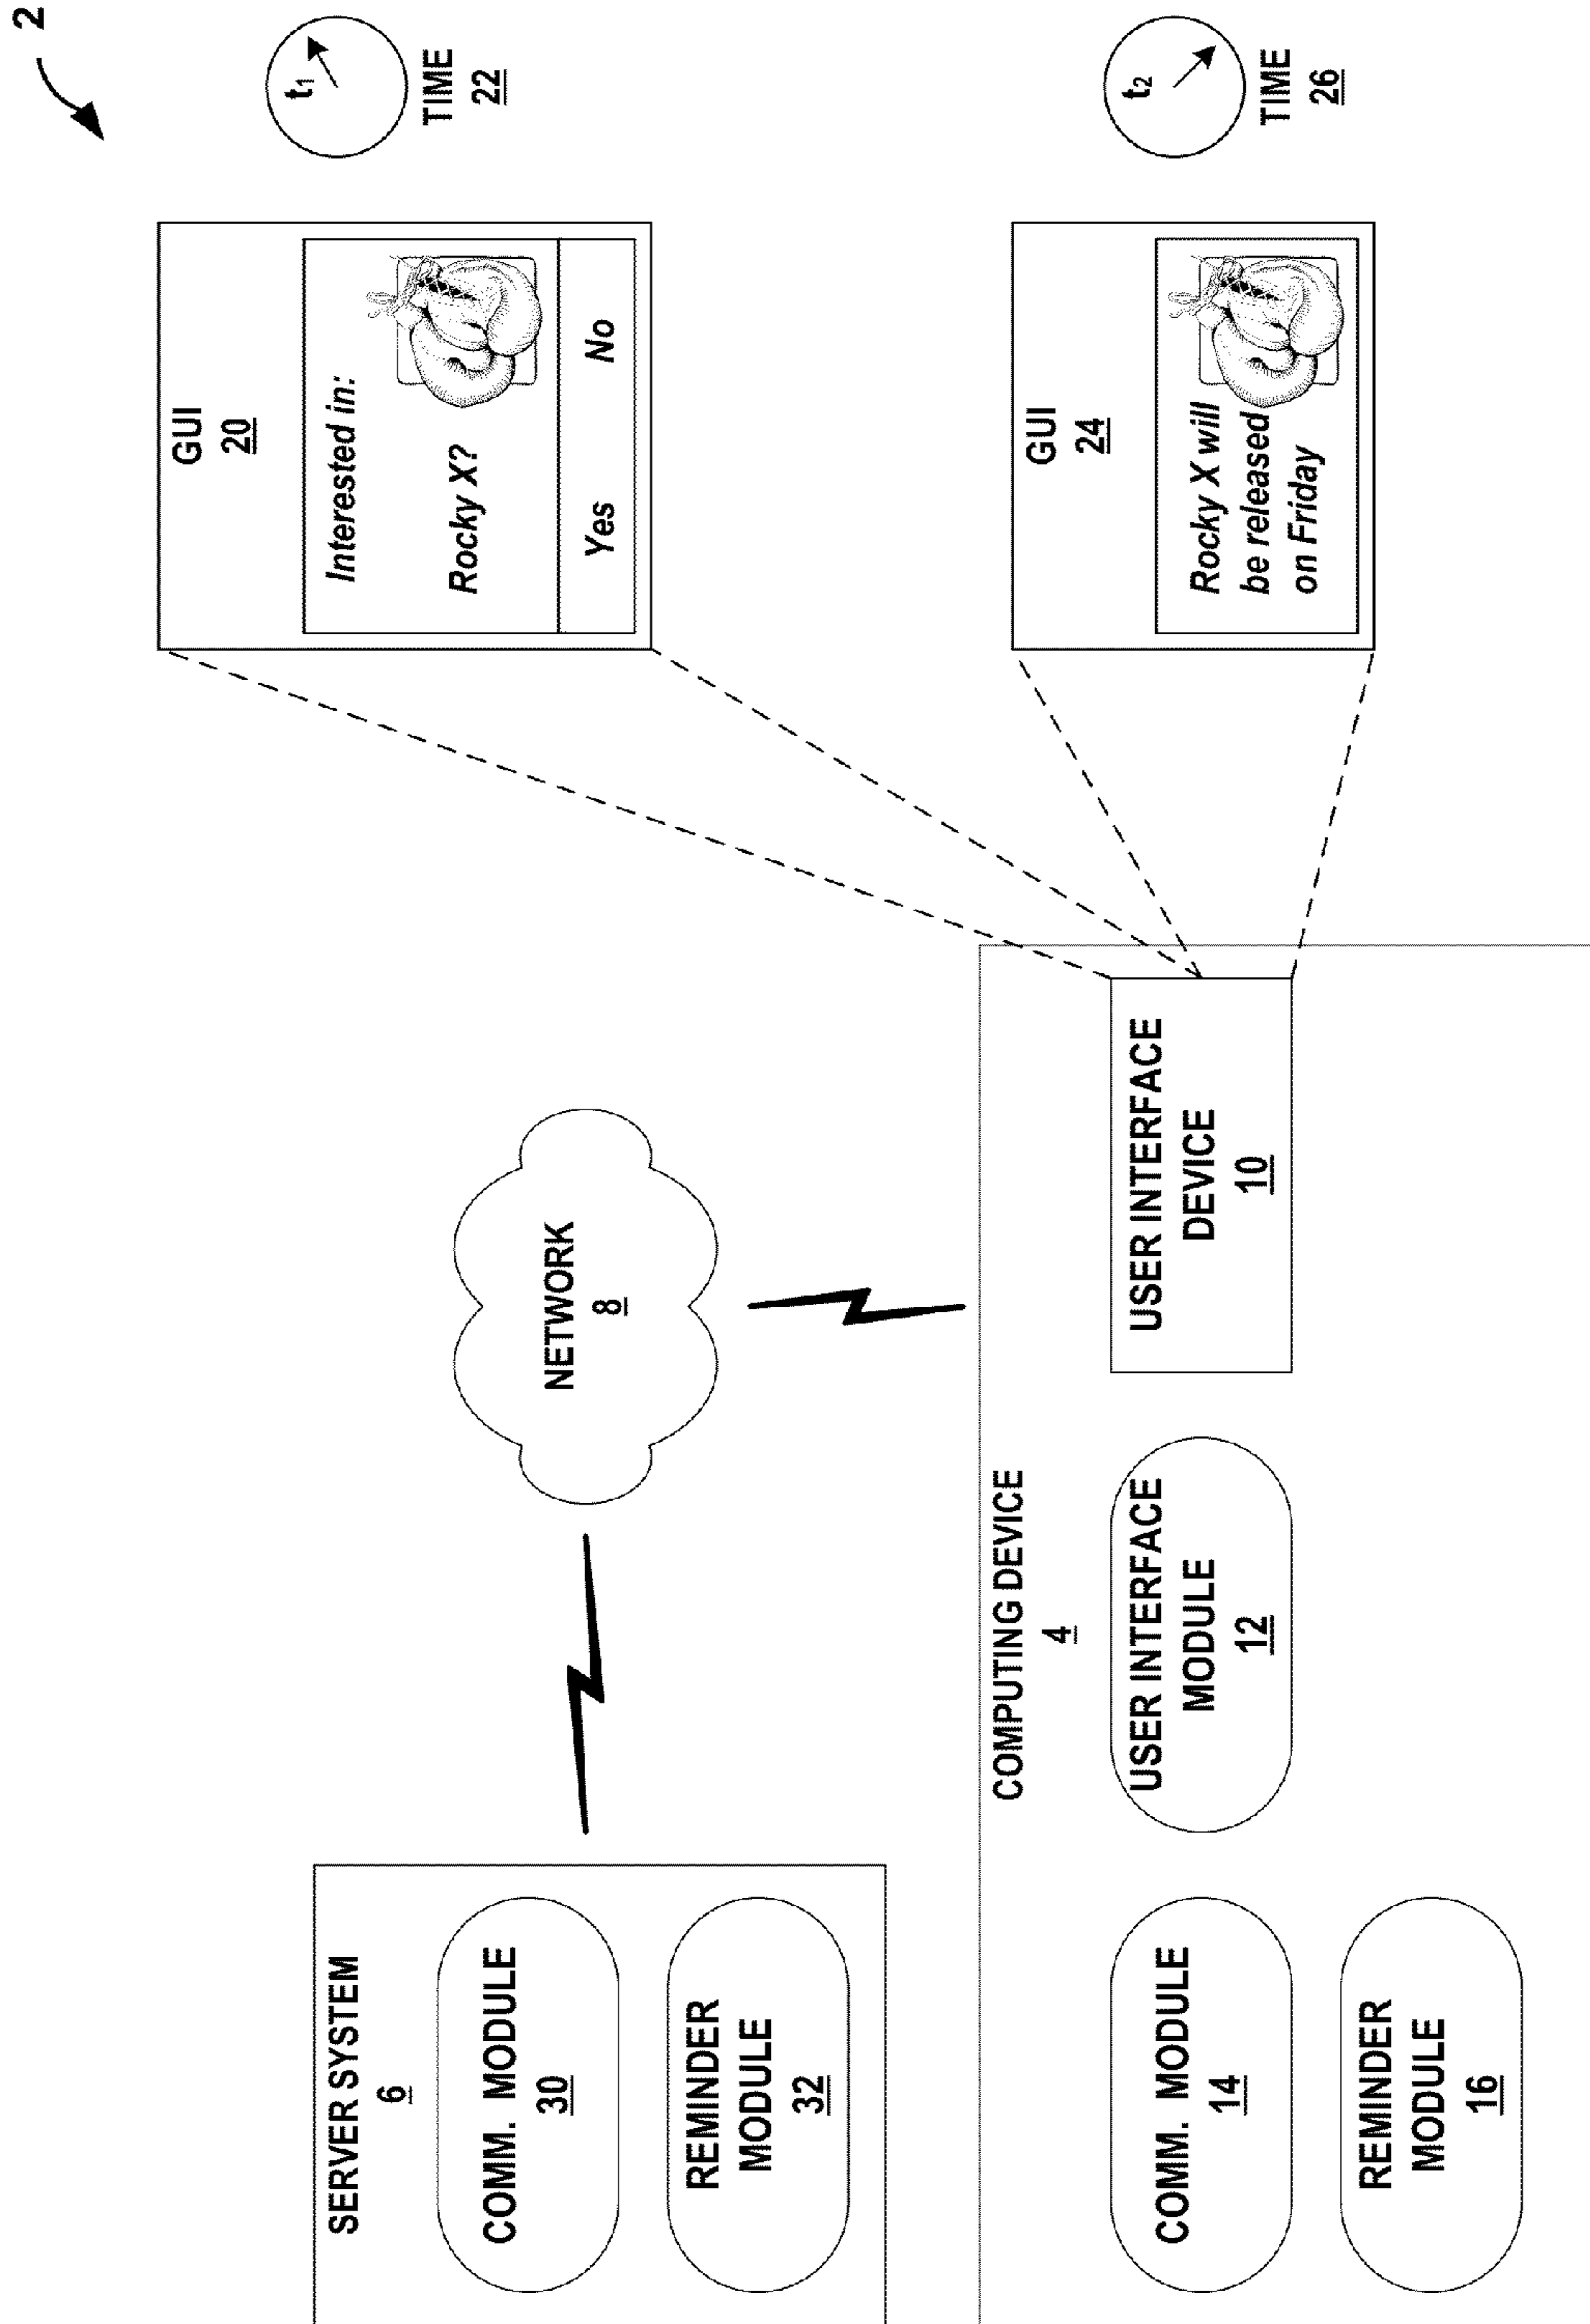 2
SERVER SYSTEM
6
COMM. MODULE
30
REMINDER
MODULE
32
NETWORK
8
GUI
20
Interested in:
Rocky X?
Yes No
t₁
TIME
22
COMPUTING DEVICE
4
COMM. MODULE
14
REMINDER
MODULE
16
USER INTERFACE
MODULE
12
USER INTERFACE
DEVICE
10
GUI
24
Rocky X will
be released
on Friday
t₂
TIME
26